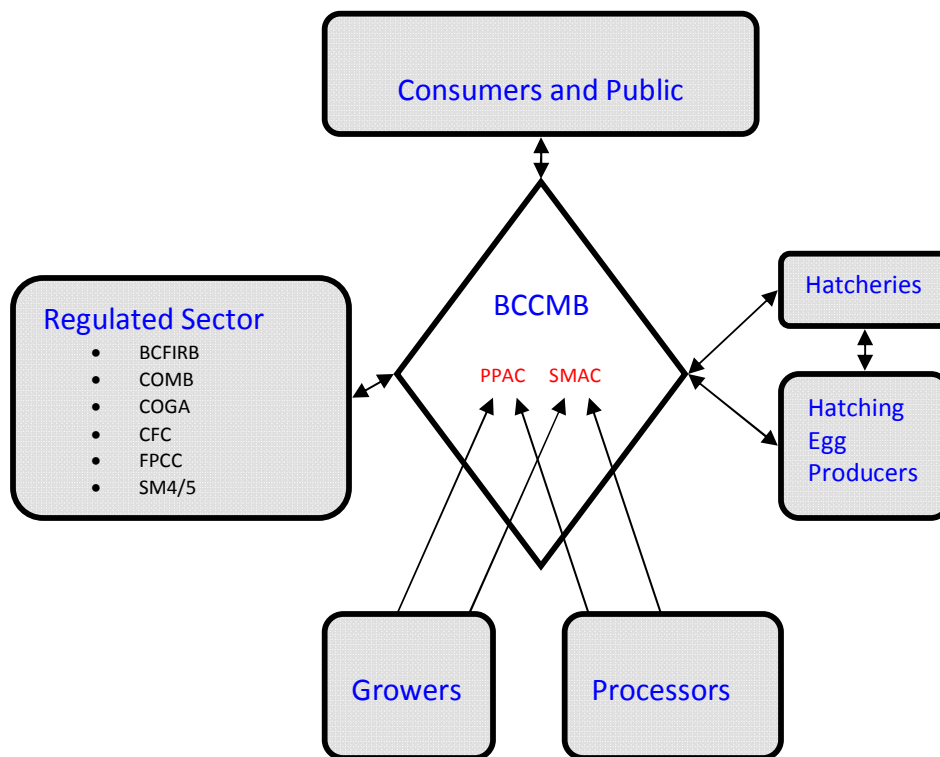 Consumers and Public
BCCMB
PPAC SMAC
Regulated Sector
• BCFIRB
• COMB
• COGA
• CFC
• FPCC
• SM4/5
Hatcheries
Hatching
Egg
Producers
Growers
Processors